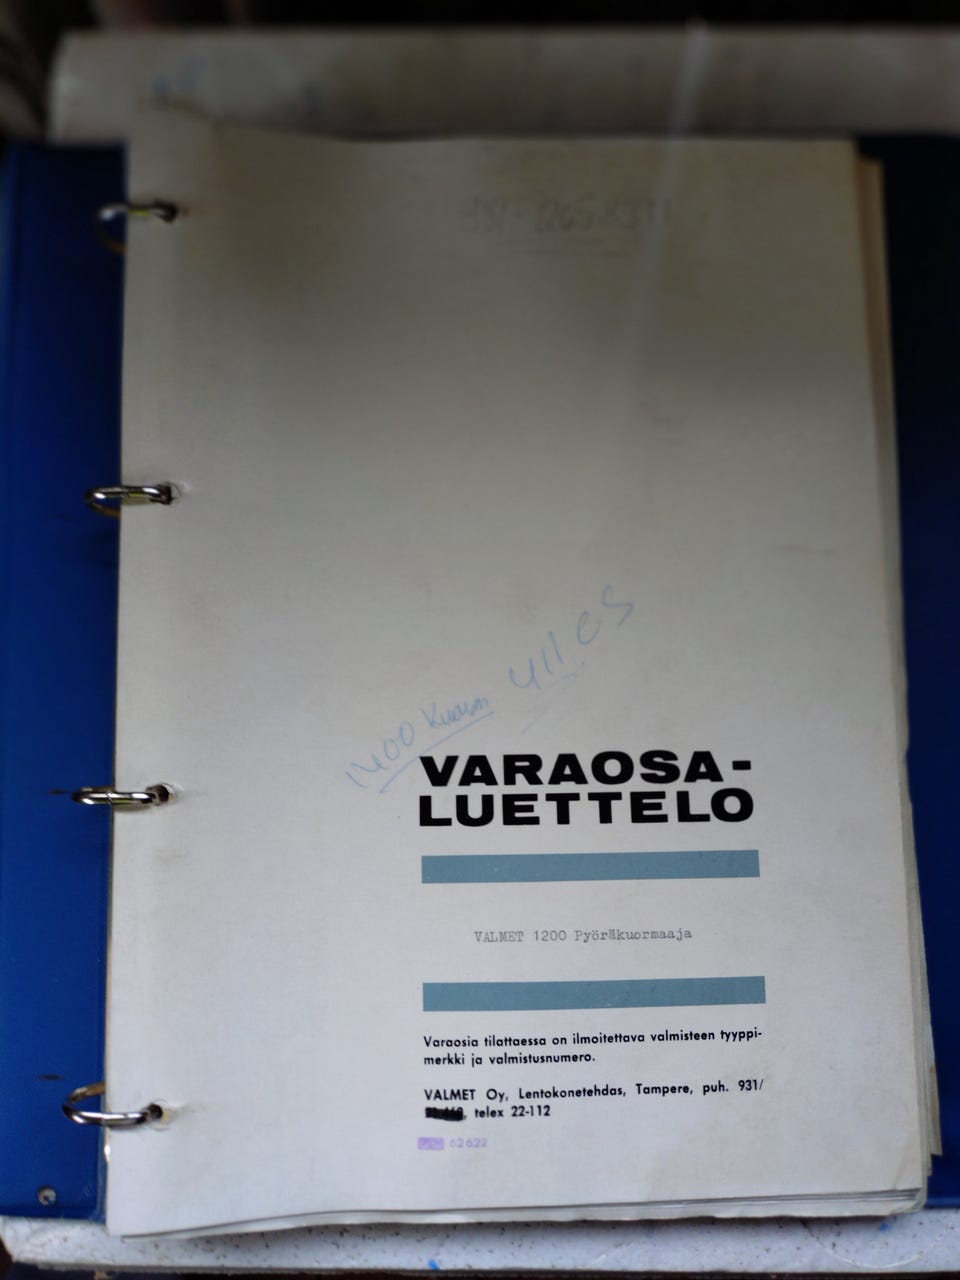 1400 Kuorm 411 CS
VARAOSA-
LUETTELO
VALMET 1200 Pyöräkuormaaja
Varaosia tilattaessa on ilmoitettava valmisteen tyyppi-
merkki ja valmistusnumero.
VALMET Oy, Lentokonetehdas, Tampere, puh. 931/
, telex 22-112
62622